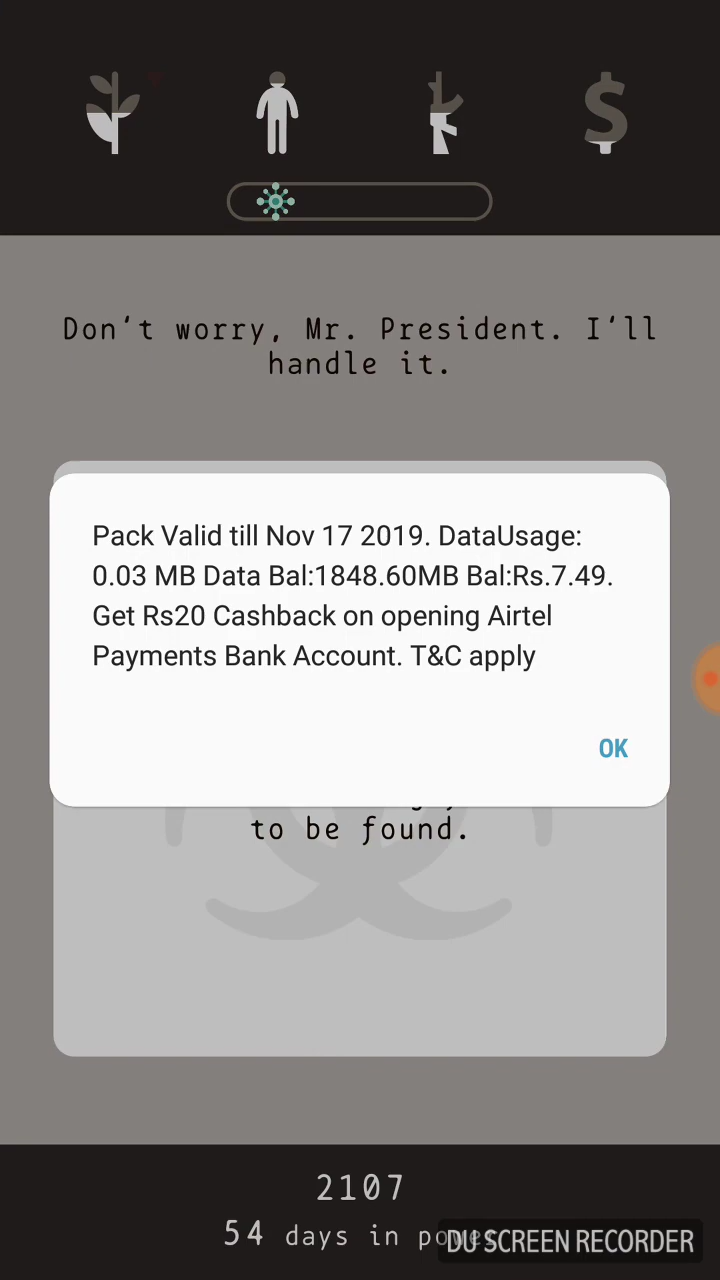 Don't worry, Mr. President. I'll
handle it.
Pack Valid till Nov 17 2019. DataUsage:
0.03 MB Data Bal:1848.60MB Bal:Rs.7.49.
Get Rs20 Cashback on opening Airtel
Payments Bank Account. T&C apply
OK
to be found.
2107
54 days in power
DU SCREEN RECORDER